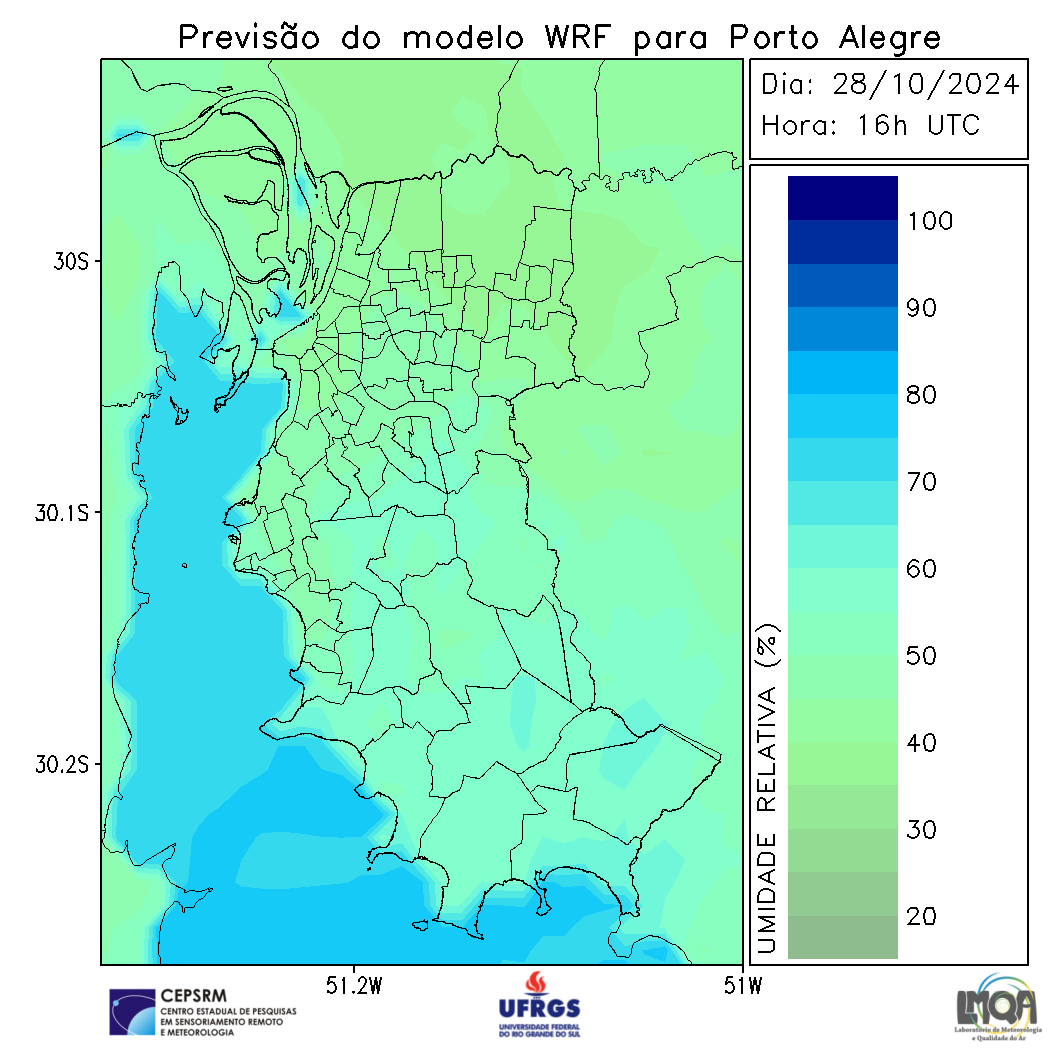 Previsão do modelo WRF para Porto Alegre
Dia: 28/10/2024
Hora: 16h UTC
100
90
80
70
60
50
40
30
20
UMIDADE RELATIVA (%)
30S
30.1S
30.2S
51.2W
51W
CEPSRM
CENTRO ESTADUAL DE PESQUISAS
EM SENSORIAMENTO REMOTO
E METEOROLOGIA
UFRGS
UNIVERSIDADE FEDERAL
DO RIO GRANDE DO SUL
LMQA
Laboratório de Meteorologia
e Qualidade do Ar